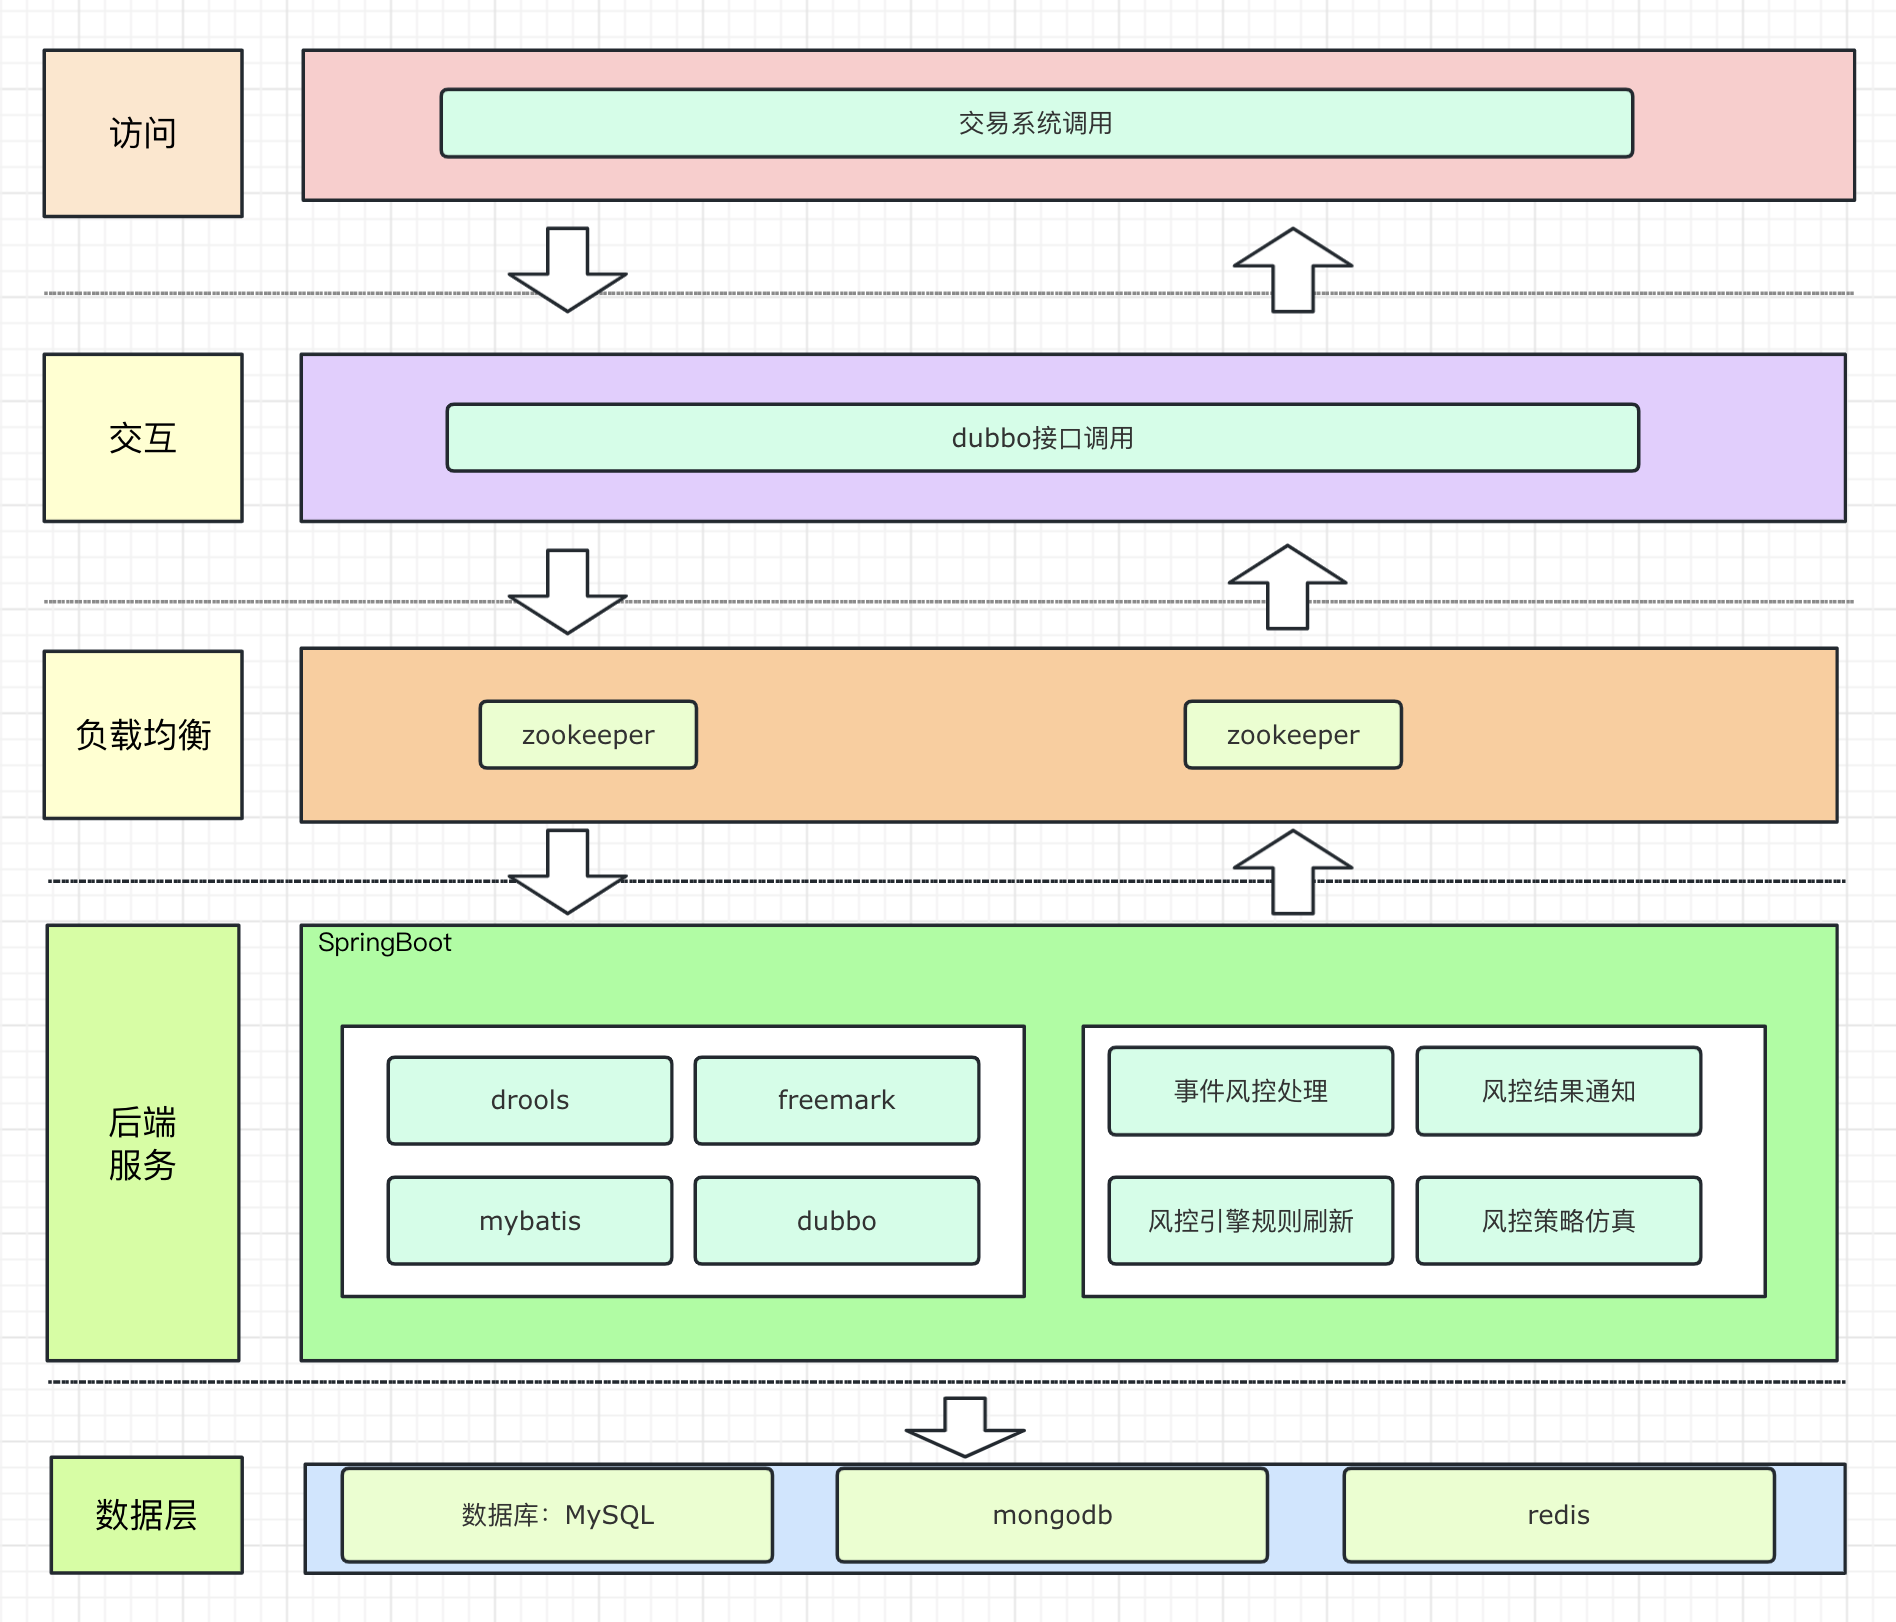 访问
交易系统调用
交互
dubbo接口调用
负载均衡
zookeeper
zookeeper
后端
服务
SpringBoot
drools
freemark
mybatis
dubbo
事件风控处理
风控结果通知
风控引擎规则刷新
风控策略仿真
数据层
数据库：MySQL
mongodb
redis